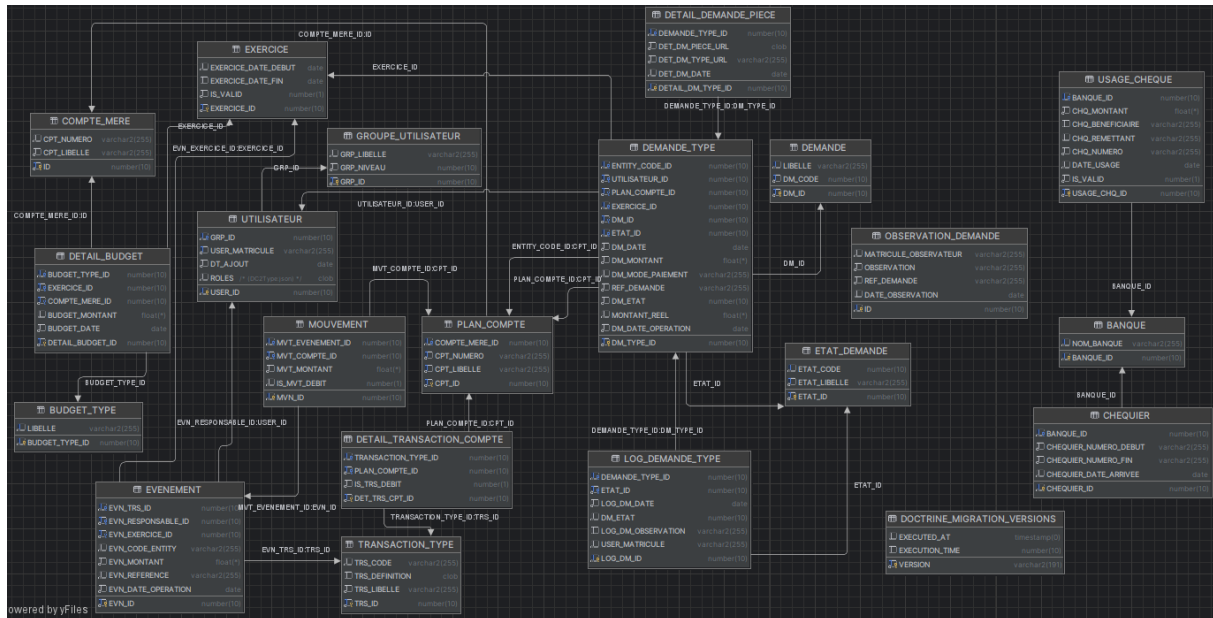 DETAIL_DEMANDE_PIECE
DEMANDE_TYPE_ID number(10)
DET_DM_PIECE_URL clob
DET_DM_TYPE_URL varchar2(255)
DET_DM_DATE date
DETAIL_DM_TYPE_ID number(10)
COMPTE_MERE_ID:ID
EXERCICE
EXERCICE_DATE_DEBUT date
EXERCICE_DATE_FIN date
IS_VALID number(1)
EXERCICE_ID number(10)
EXERCICE_ID
DEMANDE_TYPE_ID:DM_TYPE_ID
USAGE_CHEQUE
BANQUE_ID number(10)
CHQ_MONTANT float(*)
CHQ_BENEFICIAIRE varchar2(255)
CHQ_REMETTANT varchar2(255)
CHQ_NUMERO varchar2(255)
DATE_USAGE date
IS_VALID number(1)
USAGE_CHQ_ID number(10)
COMPTE_MERE
CPT_NUMERO varchar2(255)
CPT_LIBELLE varchar2(255)
ID number(10)
EXERCICE_ID
EVN_EXERCICE_ID:EXERCICE_ID
GROUPE_UTILISATEUR
GRP_LIBELLE varchar2(255)
GRP_NIVEAU number(10)
GRP_ID number(10)
GRP_ID
DEMANDE_TYPE
ENTITY_CODE_ID number(10)
UTILISATEUR_ID number(10)
PLAN_COMPTE_ID number(10)
EXERCICE_ID number(10)
DM_ID number(10)
ETAT_ID number(10)
DM_DATE date
DM_MONTANT float(*)
DM_MODE_PAIEMENT varchar2(255)
REF_DEMANDE varchar2(255)
DM_ETAT number(10)
MONTANT_REEL float(*)
DM_DATE_OPERATION date
DM_TYPE_ID number(10)
DEMANDE
LIBELLE varchar2(255)
DM_CODE number(10)
DM_ID number(10)
UTILISATEUR_ID:USER_ID
COMPTE_MERE_ID:ID
UTILISATEUR
GRP_ID number(10)
USER_MATRICULE varchar2(255)
DT_AJOUT date
ROLES /* (DC2Type:json) */ clob
USER_ID number(10)
ENTITY_CODE_ID:CPT_ID
OBSERVATION_DEMANDE
MATRICULE_OBSERVATEUR varchar2(255)
OBSERVATION varchar2(255)
REF_DEMANDE varchar2(255)
DATE_OBSERVATION date
ID number(10)
DETAIL_BUDGET
BUDGET_TYPE_ID number(10)
EXERCICE_ID number(10)
COMPTE_MERE_ID number(10)
BUDGET_MONTANT float(*)
BUDGET_DATE date
DETAIL_BUDGET_ID number(10)
MVT_COMPTE_ID:CPT_ID
PLAN_COMPTE_ID:CPT_ID
DM_ID
BANQUE_ID
MOUVEMENT
MVT_EVENEMENT_ID number(10)
MVT_COMPTE_ID number(10)
MVT_MONTANT float(*)
IS_MVT_DEBIT number(1)
MVN_ID number(10)
PLAN_COMPTE
COMPTE_MERE_ID number(10)
CPT_NUMERO varchar2(255)
CPT_LIBELLE varchar2(255)
CPT_ID number(10)
BANQUE
NOM_BANQUE varchar2(255)
BANQUE_ID number(10)
ETAT_DEMANDE
ETAT_CODE number(10)
ETAT_LIBELLE varchar2(255)
ETAT_ID number(10)
BUDGET_TYPE_ID
ETAT_ID
BANQUE_ID
BUDGET_TYPE
LIBELLE varchar2(255)
BUDGET_TYPE_ID number(10)
EVN_RESPONSABLE_ID:USER_ID
PLAN_COMPTE_ID:CPT_ID
DEMANDE_TYPE_ID:DM_TYPE_ID
CHEQUIER
BANQUE_ID number(10)
CHEQUIER_NUMERO_DEBUT varchar2(255)
CHEQUIER_NUMERO_FIN varchar2(255)
CHEQUIER_DATE_ARRIVEE date
CHEQUIER_ID number(10)
DETAIL_TRANSACTION_COMPTE
TRANSACTION_TYPE_ID number(10)
PLAN_COMPTE_ID number(10)
IS_TRS_DEBIT number(1)
DET_TRS_CPT_ID number(10)
LOG_DEMANDE_TYPE
DEMANDE_TYPE_ID number(10)
ETAT_ID number(10)
LOG_DM_DATE date
DM_ETAT number(10)
LOG_DM_OBSERVATION varchar2(255)
USER_MATRICULE varchar2(255)
LOG_DM_ID number(10)
ETAT_ID
EVENEMENT
EVN_TRS_ID number(10)
EVN_RESPONSABLE_ID number(10)
EVN_EXERCICE_ID number(10)
EVN_CODE_ENTITY varchar2(255)
EVN_MONTANT float(*)
EVN_REFERENCE varchar2(255)
EVN_DATE_OPERATION date
EVN_ID number(10)
MVT_EVENEMENT_ID:EVN_ID
TRANSACTION_TYPE_ID:TRS_ID
DOCTRINE_MIGRATION_VERSIONS
EXECUTED_AT timestamp(0)
EXECUTION_TIME number(10)
VERSION varchar2(191)
EVN_TRS_ID:TRS_ID
TRANSACTION_TYPE
TRS_CODE varchar2(255)
TRS_DEFINITION clob
TRS_LIBELLE varchar2(255)
TRS_ID number(10)
owered by yFiles